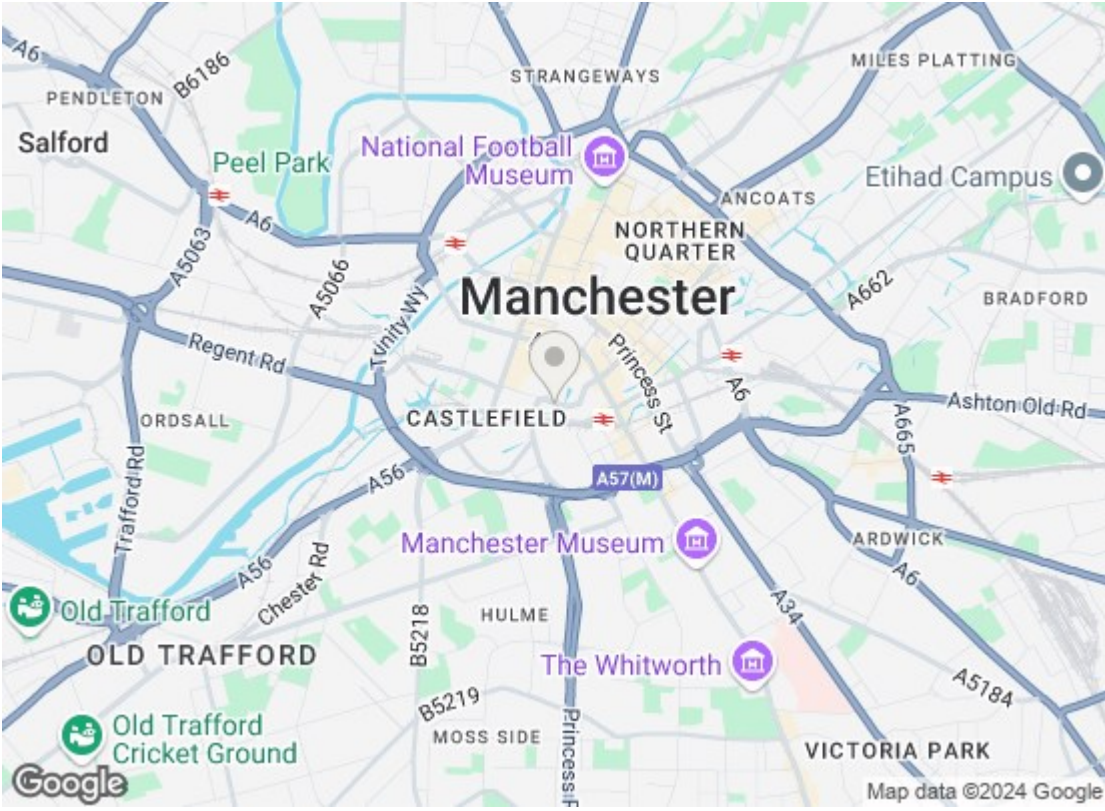 A6
B6186
STRANGEWAYS
MILES PLATTING
PENDLETON
Salford
National Football
Museum
Peel Park
Etihad Campus
ANCOATS
A6
NORTHERN
QUARTER
A5063
A5066
Manchester
A662
BRADFORD
Trinity Wy
Regent Rd
Princess St
A6
Ashton Old Rd
ORDSALL
CASTLEFIELD
A665
Trafford Rd
A56
A57(M)
Manchester Museum
ARDWICK
A56
Chester Rd
A6
Old Trafford
HULME
A34
B5218
OLD TRAFFORD
The Whitworth
A5184
B5219
Old Trafford
Cricket Ground
MOSS SIDE
Princess R
VICTORIA PARK
Google
Map data ©2024 Google